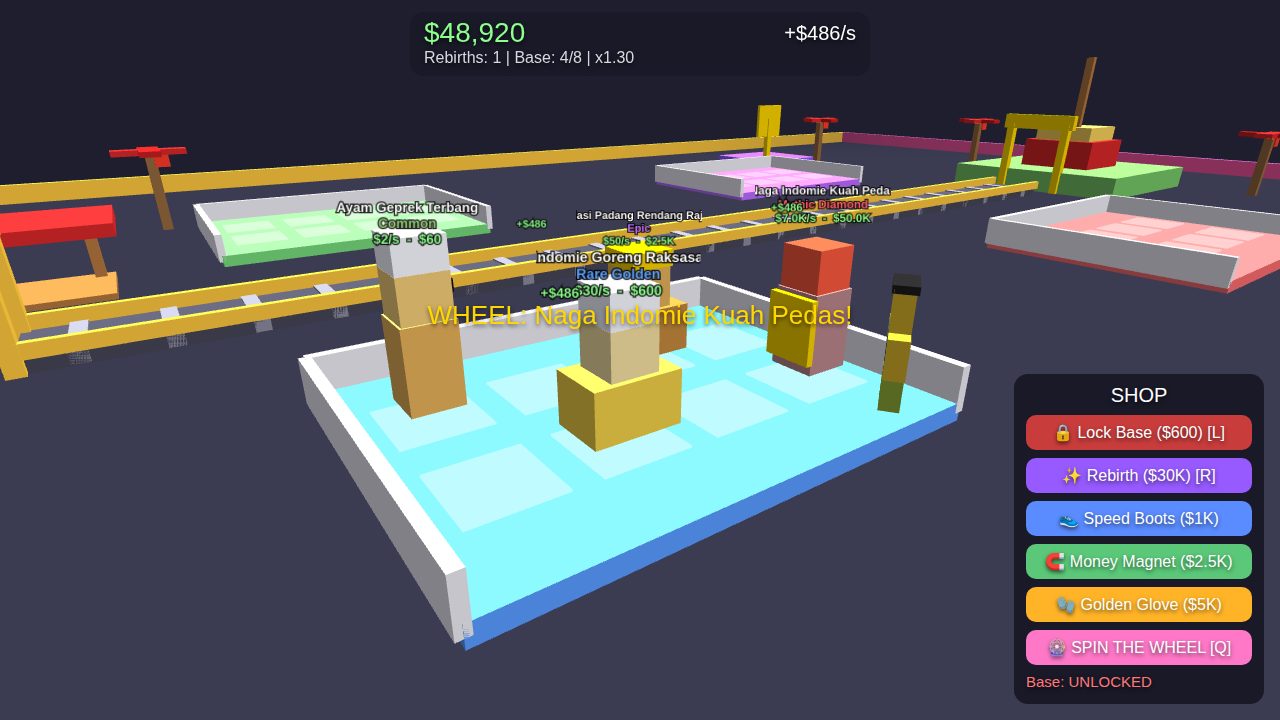 $48,920
+$486/s
Rebirths: 1 | Base: 4/8 | x1.30
Ayam Geprek Terbang
Common
$2/s - $60
+$486
asi Padang Rendang Raj
Epic
$50/s - $2.5K
ndomie Goreng Raksasa
Rare Golden
+$486
$30/s - $600
laga Indomie Kuah Peda
+$486
Diamond
- $50.0K
WHEEL: Naga Indomie Kuah Pedas!
SHOP
🔒 Lock Base ($600) [L]
✨ Rebirth ($30K) [R]
👟 Speed Boots ($1K)
🧲 Money Magnet ($2.5K)
🧤 Golden Glove ($5K)
🎡 SPIN THE WHEEL [Q]
Base: UNLOCKED